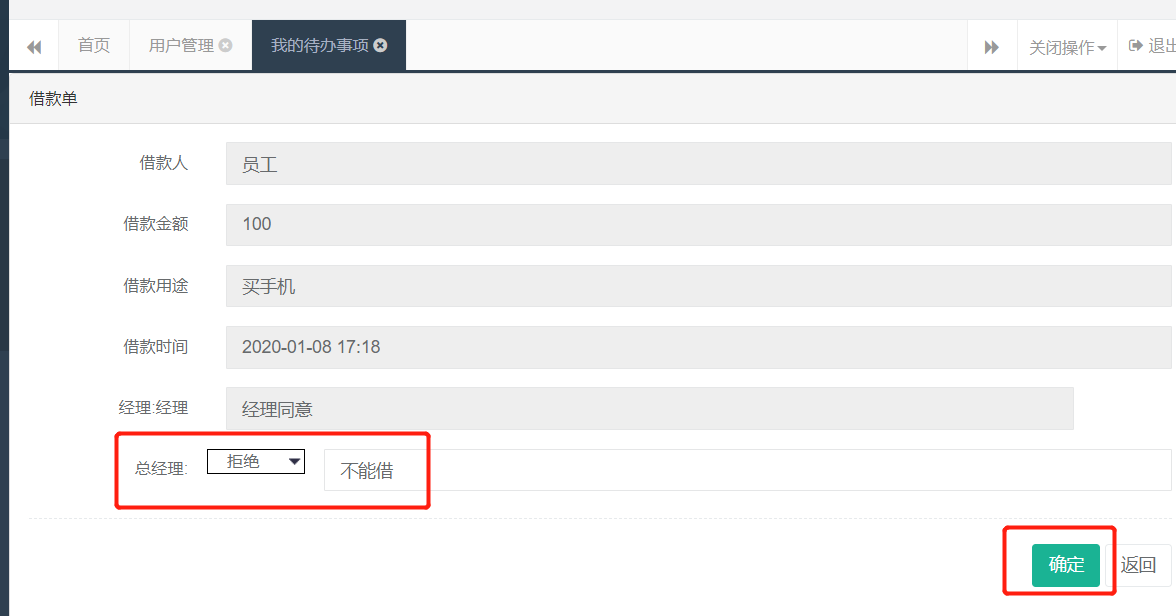 首页 用户管理 我的待办事项 关闭操作 退出
借款单
借款人 员工
借款金额 100
借款用途 买手机
借款时间 2020-01-08 17:18
经理:经理 经理同意
总经理: 拒绝 不能借
确定 返回